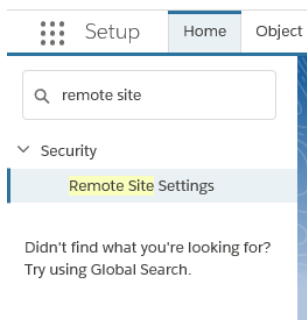 Setup Home Object
remote site
Security
Remote Site Settings
Didn't find what you're looking for?
Try using Global Search.